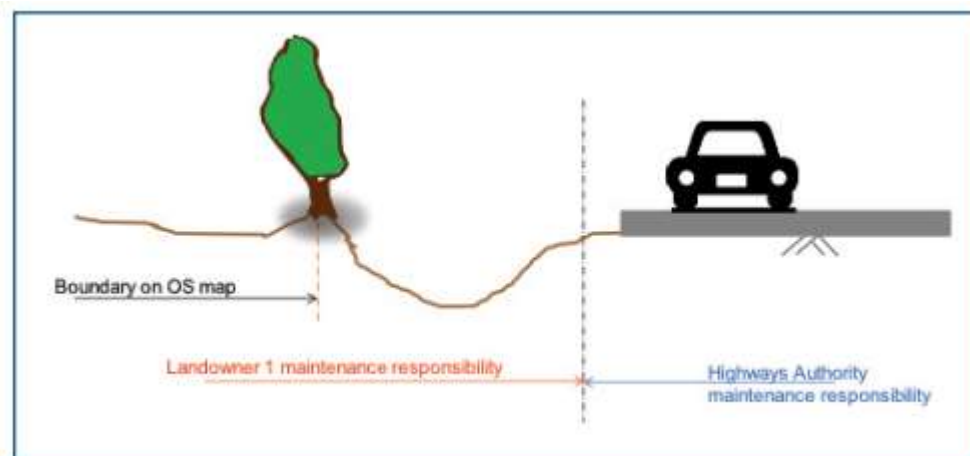 Boundary on OS map
Landowner 1 maintenance responsibility
Highways Authority
maintenance responsibility